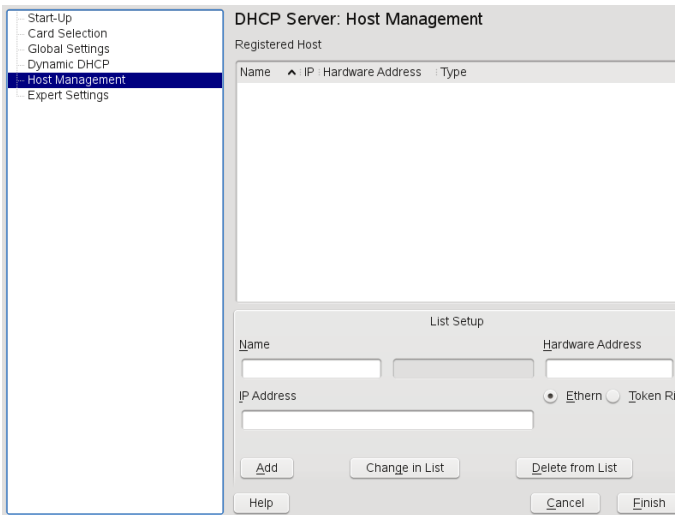 Start-Up
Card Selection
Global Settings
Dynamic DHCP
Host Management
Expert Settings
DHCP Server: Host Management
Registered Host
Name IP Hardware Address Type
List Setup
Name Hardware Address
IP Address Ethern Token Ri
Add Change in List Delete from List
Help Cancel Finish